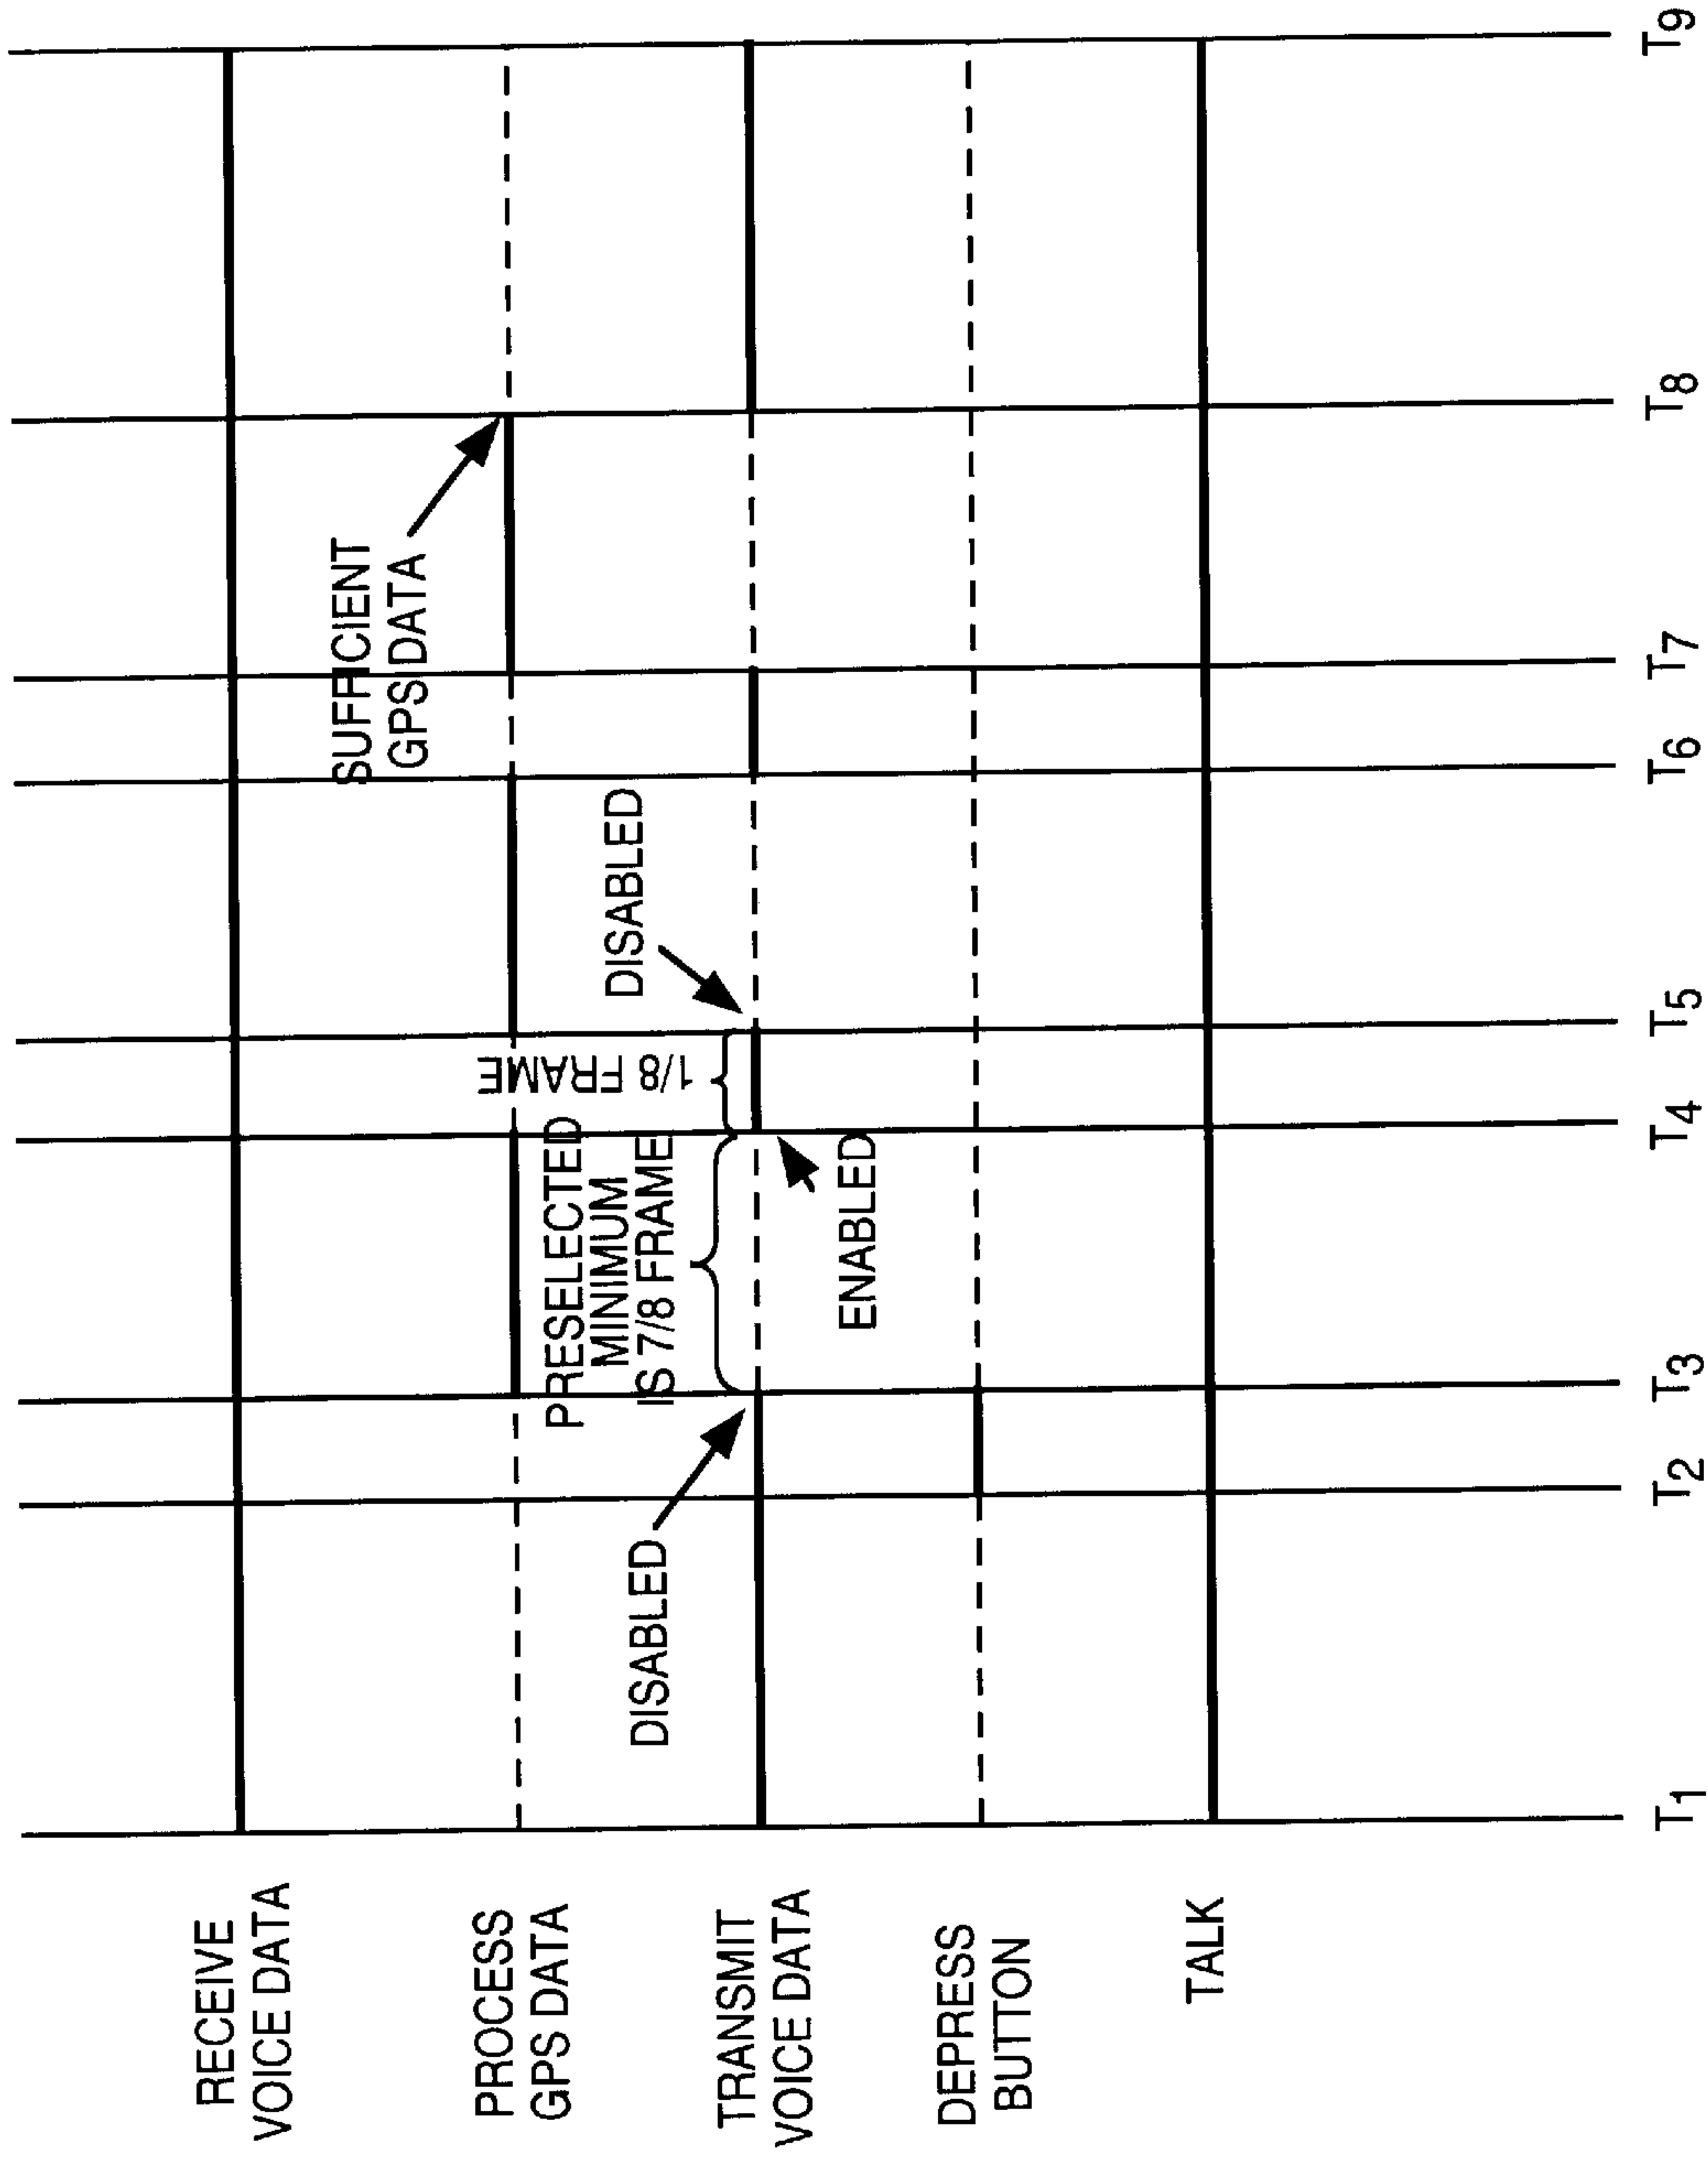 RECEIVE
VOICE DATA
PROCESS
GPS DATA
SUFFICIENT
GPS DATA
PRESELECTED
MINIMUM
IS 7/8 FRAME
1/8 FRAME
TRANSMIT
VOICE DATA
DISABLED
ENABLED
DISABLED
DEPRESS
BUTTON
TALK
T1
T2
T3
T4
T5
T6
T7
T8
T9